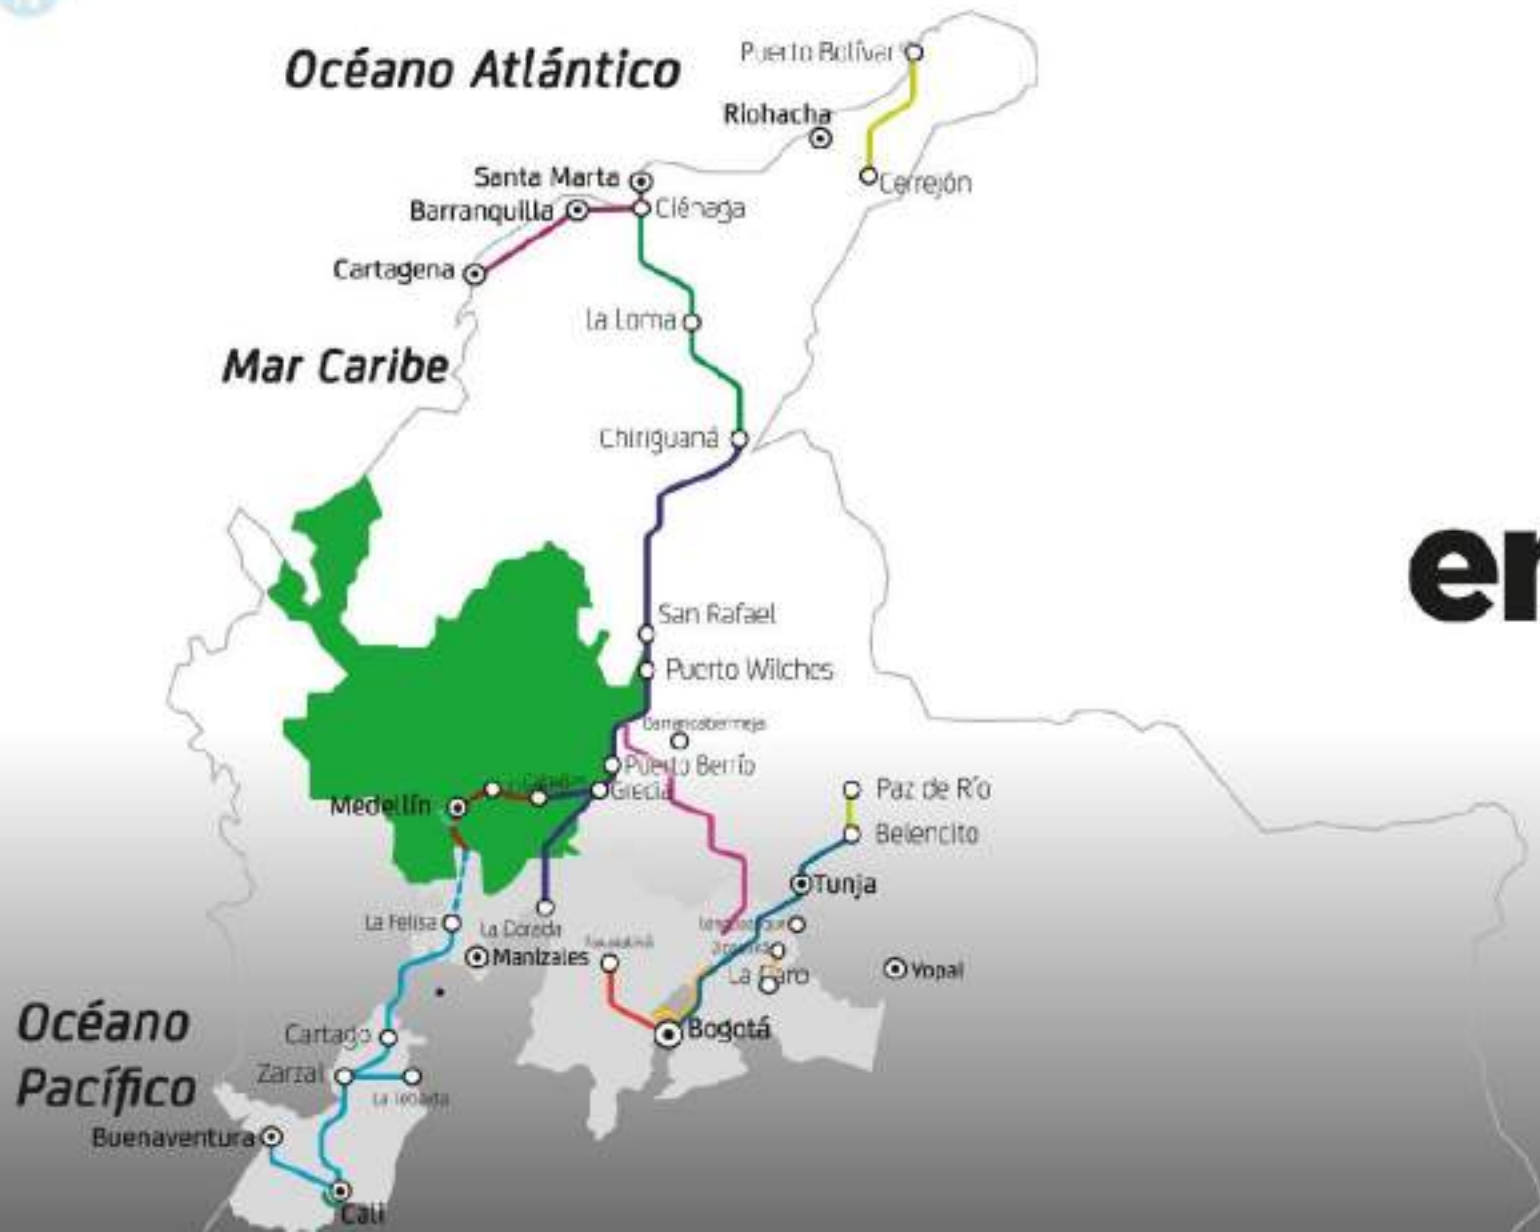 Océano Atlántico
Puerto Bolívar
Riohacha
Cerrejón
Santa Marta
Barranquilla
Ciénaga
Cartagena
La Loma
Mar Caribe
Chiriguaná
en
San Rafael
Puerto Wilches
Barrancabermeja
Puerto Berrío
Grecia
Medellín
Paz de Río
Belencito
Tunja
La Felisa
La Dorada
Manizales
La Caro
Yopal
Océano
Pacífico
Cartago
Bogotá
Zarzal
Buenaventura
Cali